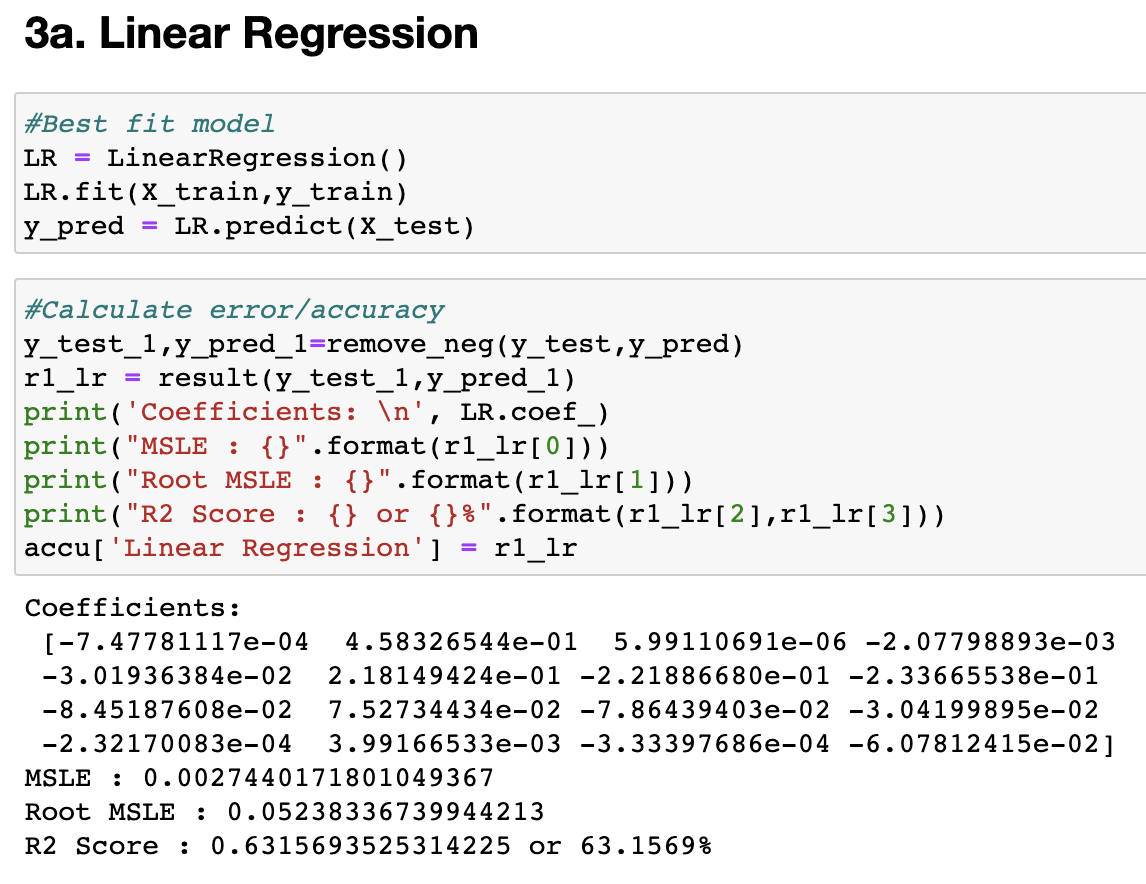 3a. Linear Regression
#Best fit model
LR = LinearRegression()
LR.fit(X_train,y_train)
y_pred = LR.predict(X_test)
#Calculate error/accuracy
y_test_1,y_pred_1=remove_neg(y_test,y_pred)
r1_lr = result(y_test_1,y_pred_1)
print('Coefficients: \n', LR.coef_)
print("MSLE : {}".format(r1_lr[0]))
print("Root MSLE : {}".format(r1_lr[1]))
print("R2 Score : {} or {}%".format(r1_lr[2],r1_lr[3]))
accu['Linear Regression'] = r1_lr
Coefficients:
[-7.47781117e-04 4.58326544e-01 5.99110691e-06 -2.07798893e-03
-3.01936384e-02 2.18149424e-01 -2.21886680e-01 -2.33665538e-01
-8.45187608e-02 7.52734434e-02 -7.86439403e-02 -3.04199895e-02
-2.32170083e-04 3.99166533e-03 -3.33397686e-04 -6.07812415e-02]
MSLE : 0.0027440171801049367
Root MSLE : 0.05238336739944213
R2 Score : 0.6315693525314225 or 63.1569%